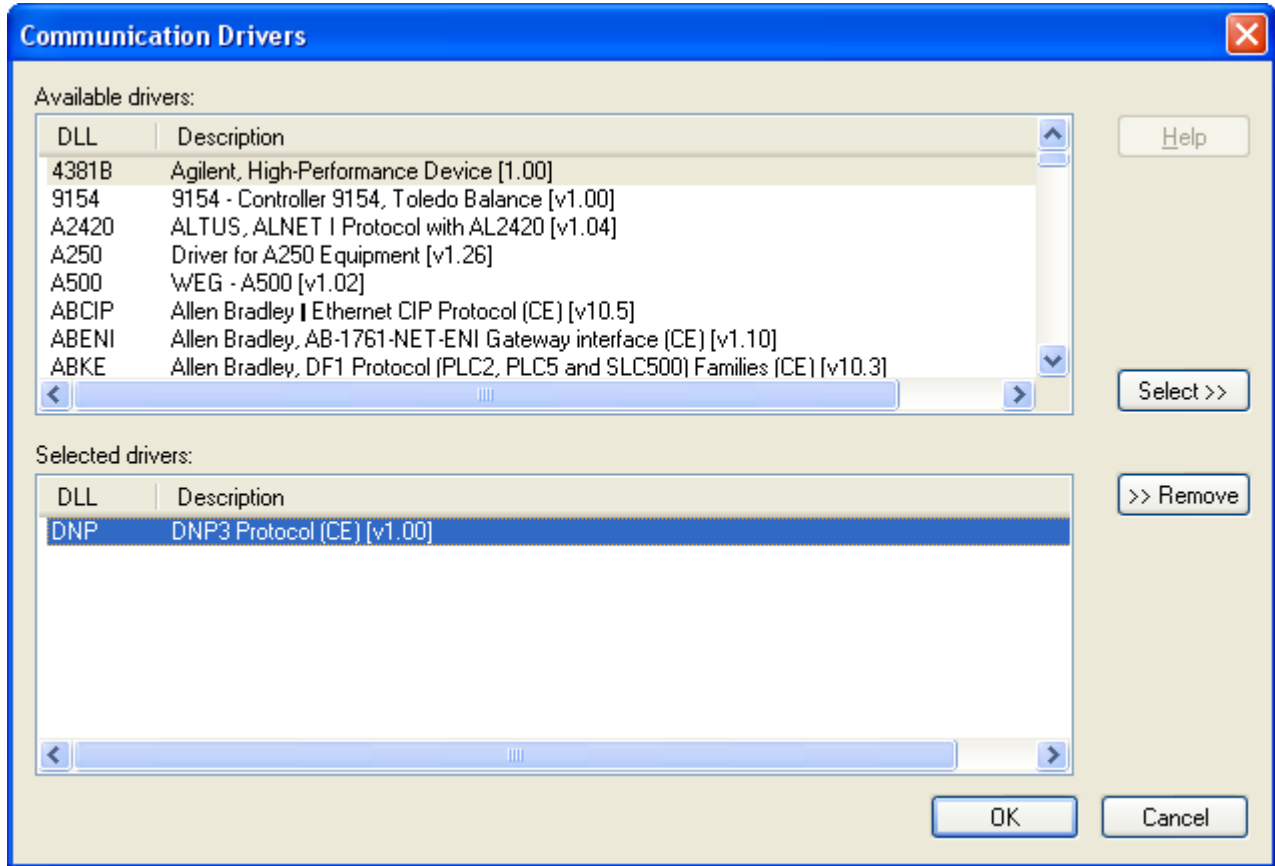 Communication Drivers
Available drivers:
DLL Description
4381B Agilent, High-Performance Device [1.00]
9154 9154 - Controller 9154, Toledo Balance [v1.00]
A2420 ALTUS, ALNET I Protocol with AL2420 [v1.04]
A250 Driver for A250 Equipment [v1.26]
A500 WEG - A500 [v1.02]
ABCIP Allen Bradley | Ethernet CIP Protocol (CE) [v10.5]
ABENI Allen Bradley, AB-1761-NET-ENI Gateway interface (CE) [v1.10]
ABKE Allen Bradley, DF1 Protocol (PLC2, PLC5 and SLC500) Families (CE) [v10.3]
Help
Select >>
Selected drivers:
DLL Description
DNP DNP3 Protocol (CE) [v1.00]
>> Remove
OK Cancel